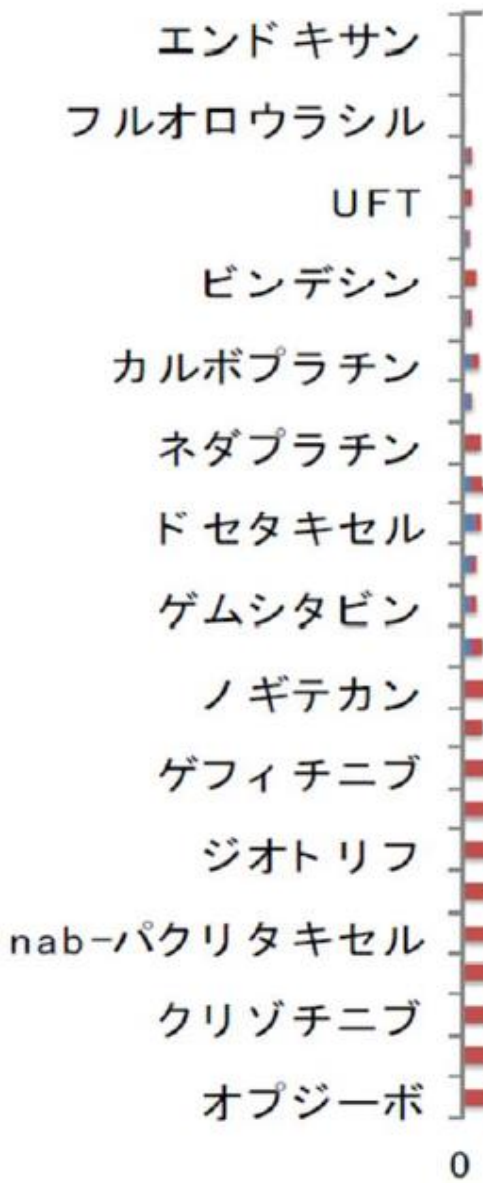 エンドキサン
フルオロウラシル
UFT
ビンデシン
カルボプラチン
ネダプラチン
ドセタキセル
ゲムシタビン
ノギテカン
ゲフィチニブ
ジオトリフ
nab-パクリタキセル
クリゾチニブ
オプジーボ
0